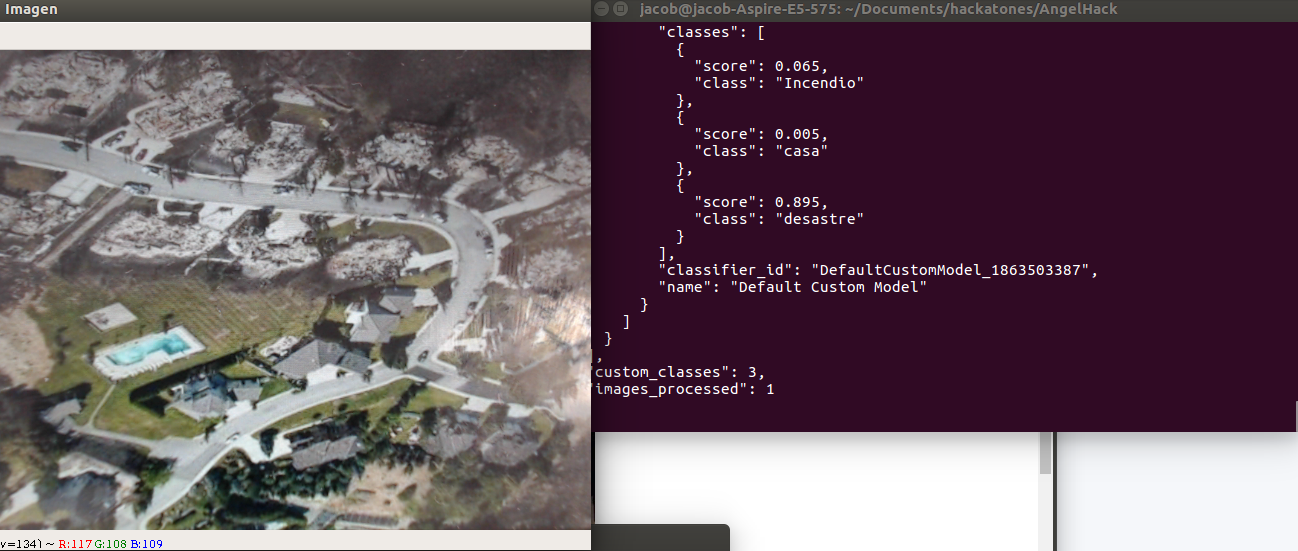 Imagen
jacob@jacob-Aspire-E5-575: ~/Documents/hackatones/AngelHack
"classes": [
{
"score": 0.065,
"class": "Incendio"
},
{
"score": 0.005,
"class": "casa"
},
{
"score": 0.895,
"class": "desastre"
}
],
"classifier_id": "DefaultCustomModel_1863503387",
"name": "Default Custom Model"
}
]
}
],
"custom_classes": 3,
"images_processed": 1
y=134) ~ R:117 G:108 B:109